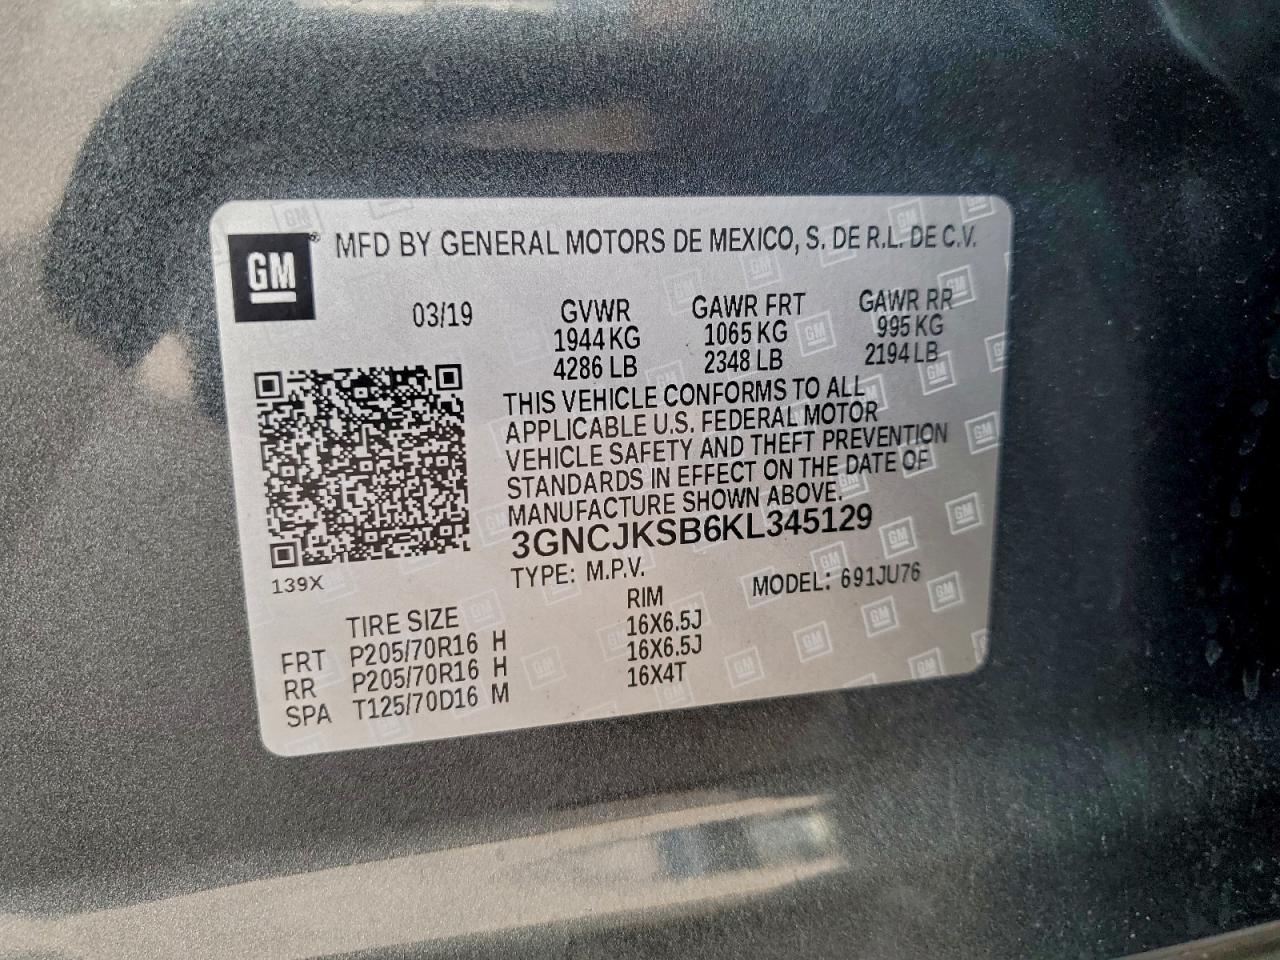 GM® MFD BY GENERAL MOTORS DE MEXICO, S. DE R.L. DE C.V.
03/19 GVWR GAWR FRT GAWR RR
1944 KG 1065 KG 995 KG
4286 LB 2348 LB 2194 LB
THIS VEHICLE CONFORMS TO ALL
APPLICABLE U.S. FEDERAL MOTOR
VEHICLE SAFETY AND THEFT PREVENTION
STANDARDS IN EFFECT ON THE DATE OF
MANUFACTURE SHOWN ABOVE.
3GNCJKSB6KL345129
139X
TYPE: M.P.V. MODEL: 691JU76
TIRE SIZE RIM
FRT P205/70R16 H 16X6.5J
RR P205/70R16 H 16X6.5J
SPA T125/70D16 M 16X4T